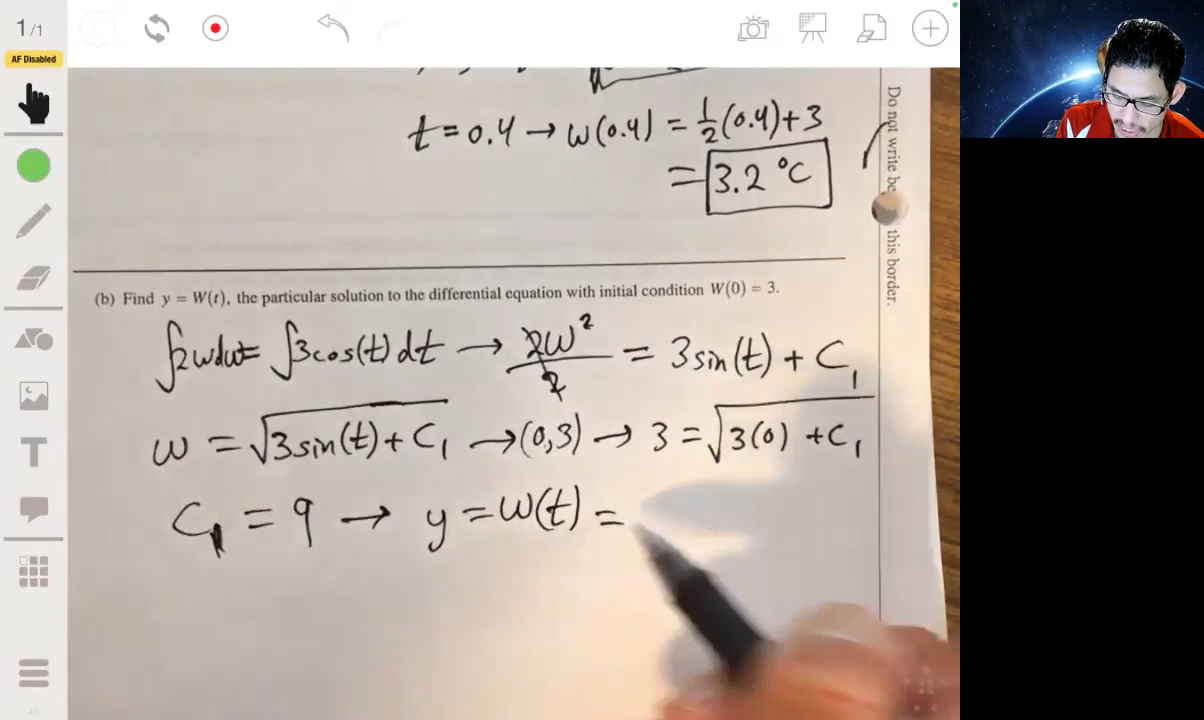 1/1
AF Disabled
t = 0.4 → w(0.4) = 1/2 (0.4) + 3
= 3.2 °C
Do not write be this border.
(b) Find y = W(t), the particular solution to the differential equation with initial condition W(0) = 3.
∫2wdw = ∫3cos(t)dt → 2w²/2 = 3sin(t) + C₁
w = √3sin(t) + C₁ → (0,3) → 3 = √3(0) + C₁
C₁ = 9 → y = w(t) =
T